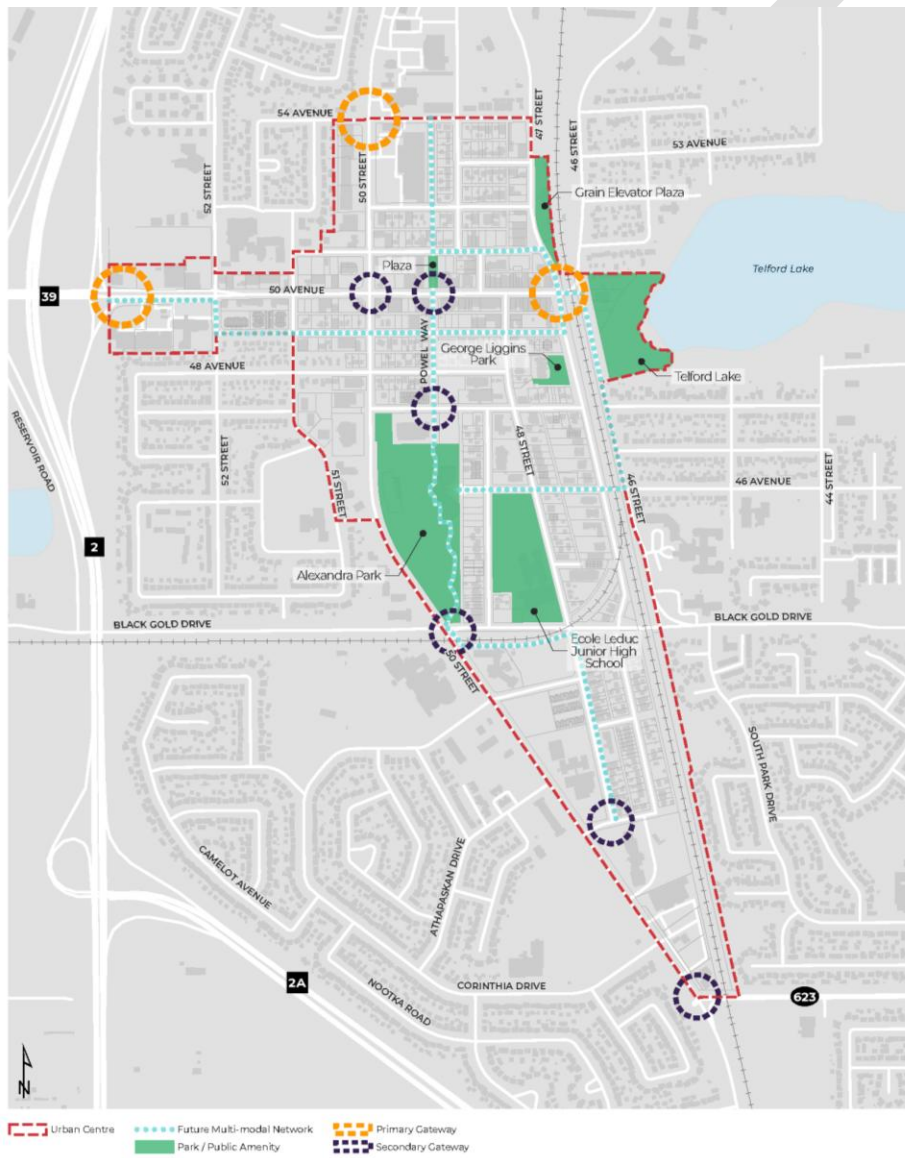 54 AVENUE
47 STREET
46 STREET
53 AVENUE
50 STREET
52 STREET
Grain Elevator Plaza
Plaza
Telford Lake
39
50 AVENUE
POWEL WAY
George Liggins
Park
48 AVENUE
Telford Lake
RESERVOIR ROAD
52 STREET
51 STREET
48 STREET
46 STREET
46 AVENUE
44 STREET
2
Alexandra Park
BLACK GOLD DRIVE
BLACK GOLD DRIVE
Ecole Leduc
Junior High
School
50 STREET
SOUTH PARK DRIVE
CAMELOT AVENUE
ATHAPASKAN DRIVE
2A
NOOTKA ROAD
CORINTHIA DRIVE
623
N
Urban Centre
Future Multi-modal Network
Primary Gateway
Park / Public Amenity
Secondary Gateway